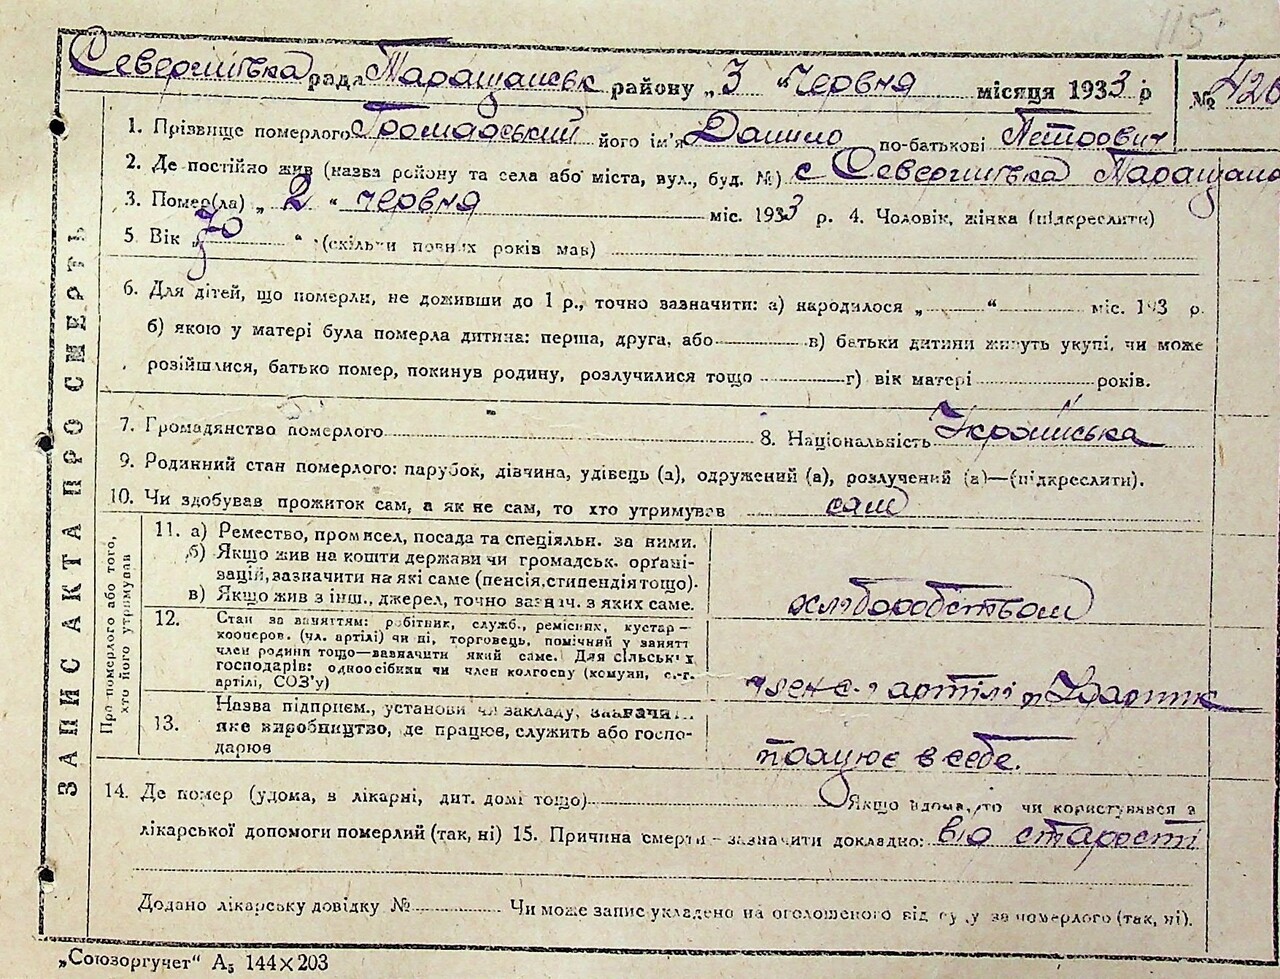 115
Северинівка рада Таращанськ району „3 “ Червня місяця 1933 р № 426
1. Прізвище померлого Громадський його ім'я Данило по-батькові Петрович
2. Де постійно жив (назва району та села або міста, вул., буд. №) с Северинівка Таращанс
3. Помер(ла) „ 2 “ червня міс. 1933 р. 4. Чоловік, жінка (підкреслити)
5. Вік „ 70 “ (скільки повних років мав)
6. Для дітей, що померли, не доживши до 1 р., точно зазначити: а) народилося „ “ міс. 193 р.
б) якою у матері була померла дитина: перша, друга, або в) батьки дитини живуть укупі, чи може
розійшлися, батько помер, покинув родину, розлучилися тощо г) вік матері років.
7. Громадянство померлого 8. Національність Українська
9. Родинний стан померлого: парубок, дівчина, удівець (а), одружений (а), розлучений (а)—(підкреслити).
10. Чи здобував прожиток сам, а як не сам, то хто утримував сам
ЗАПИС АКТА ПРО СМЕРТЬ
Про померлого або того,
хто його утримував
11. а) Ремество, промисел, посада та спеціяльн. за ними.
б) Якщо жив на кошти держави чи громадськ. орґані-
зацій, зазначити на які саме (пенсія, стипендія тощо).
в) Якщо жив з інш., джерел, точно зазнач. з яких саме.
хліборобством
12. Стан за заняттям: робітник, служб., ремісник, кустар—
кооперов. (чл. артілі) чи ні, торговець, помічний у занятт
член родини тощо—зазначити який саме. Для сільськ х
господарів: одноосібник чи член колгоспу (комуни, с.-г.
артілі, СОЗ'у)
член с-г артілі
13. Назва підприєм., установи чи закладу, зазначити
яке виробництво, де працює, служить або госпо-
дарює
працює в себе.
14. Де помер (удома, в лікарні, дит. домі тощо) Якщо вдома, то чи користувався з
лікарської допомоги померлий (так, ні) 15. Причина смерти—зазначити докладно: від старости
Додано лікарську довідку № Чи може запис укладено на оголошеного від суду за померлого (так, ні).
„Союзоргучет“ А5 144×203